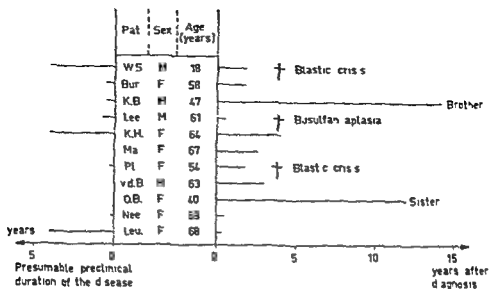 Pat Sex Age (years)
W.S M 18 † Blastic crisis
Bur F 58
K.B M 47 Brother
Lee M 61 † Busulfan aplasia
K.H. F 64
Ma F 67
Pl F 54 † Blastic crisis
v.d.B M 63
O.B. F 40 Sister
Nee F
Leu. F 68
years
5 0 0 5 10 15
Presumable preclinical duration of the disease
years after diagnosis